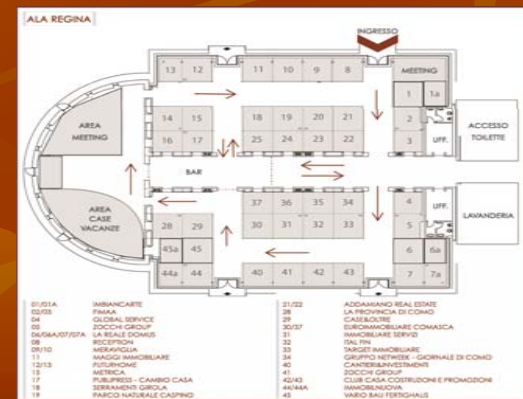 ALA REGINA
INGRESSO
13 12 11 10 9 8 MEETING
1 1a
14 15 18 19 20 21 2
ACCESSO TOILETTE
AREA MEETING
16 17 25 24 23 22 3 UFF.
BAR
AREA CASE VACANZE
37 36 35 34 4 UFF.
LAVANDERIA
28 29 30 31 32 33 5
45a 45 6 6a
44a 44 40 41 42 43 7 7a
01/01A IMBIANCARTE
02/03 FIMAA
04 GLOBAL SERVICE
05 ZOCCHI GROUP
06/06A/07/07A LA REALE DOMUS
08 RECEPTION
09/10 MERAVIGLIA
11 MAGGI IMMOBILIARE
12/13 FUTURHOME
15 METRICA
17 PUBLIPRESS - CAMBIO CASA
18 SERRAMENTI GIROLA
19 PARCO NATURALE CASPINO
21/22 ADDAMIANO REAL ESTATE
28 LA PROVINCIA DI COMO
29 CASE&OLTRE
30/37 EUROIMMOBILIARE COMASCA
31 IMMOBILIARE SERVIZI
32 ITAL FIN
33 TARGET IMMOBILIARE
34 GRUPPO NETWEEK - GIORNALE DI COMO
40 CANTIERI&INVESTIMENTI
41 ZOCCHI GROUP
42/43 CLUB CASA COSTRUZIONI E PROMOZIONI
44/44A IMMOBILNUOVA
45 VARIO BAU FERTIGHAUS